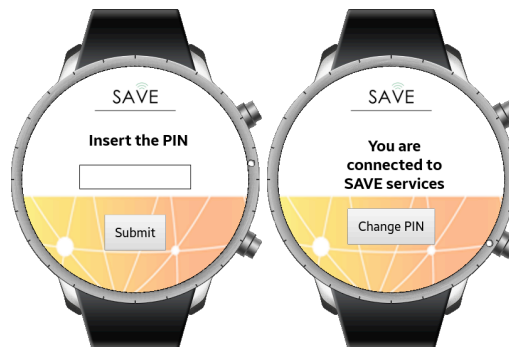 SAVE
Insert the PIN
Submit
SAVE
You are
connected to
SAVE services
Change PIN